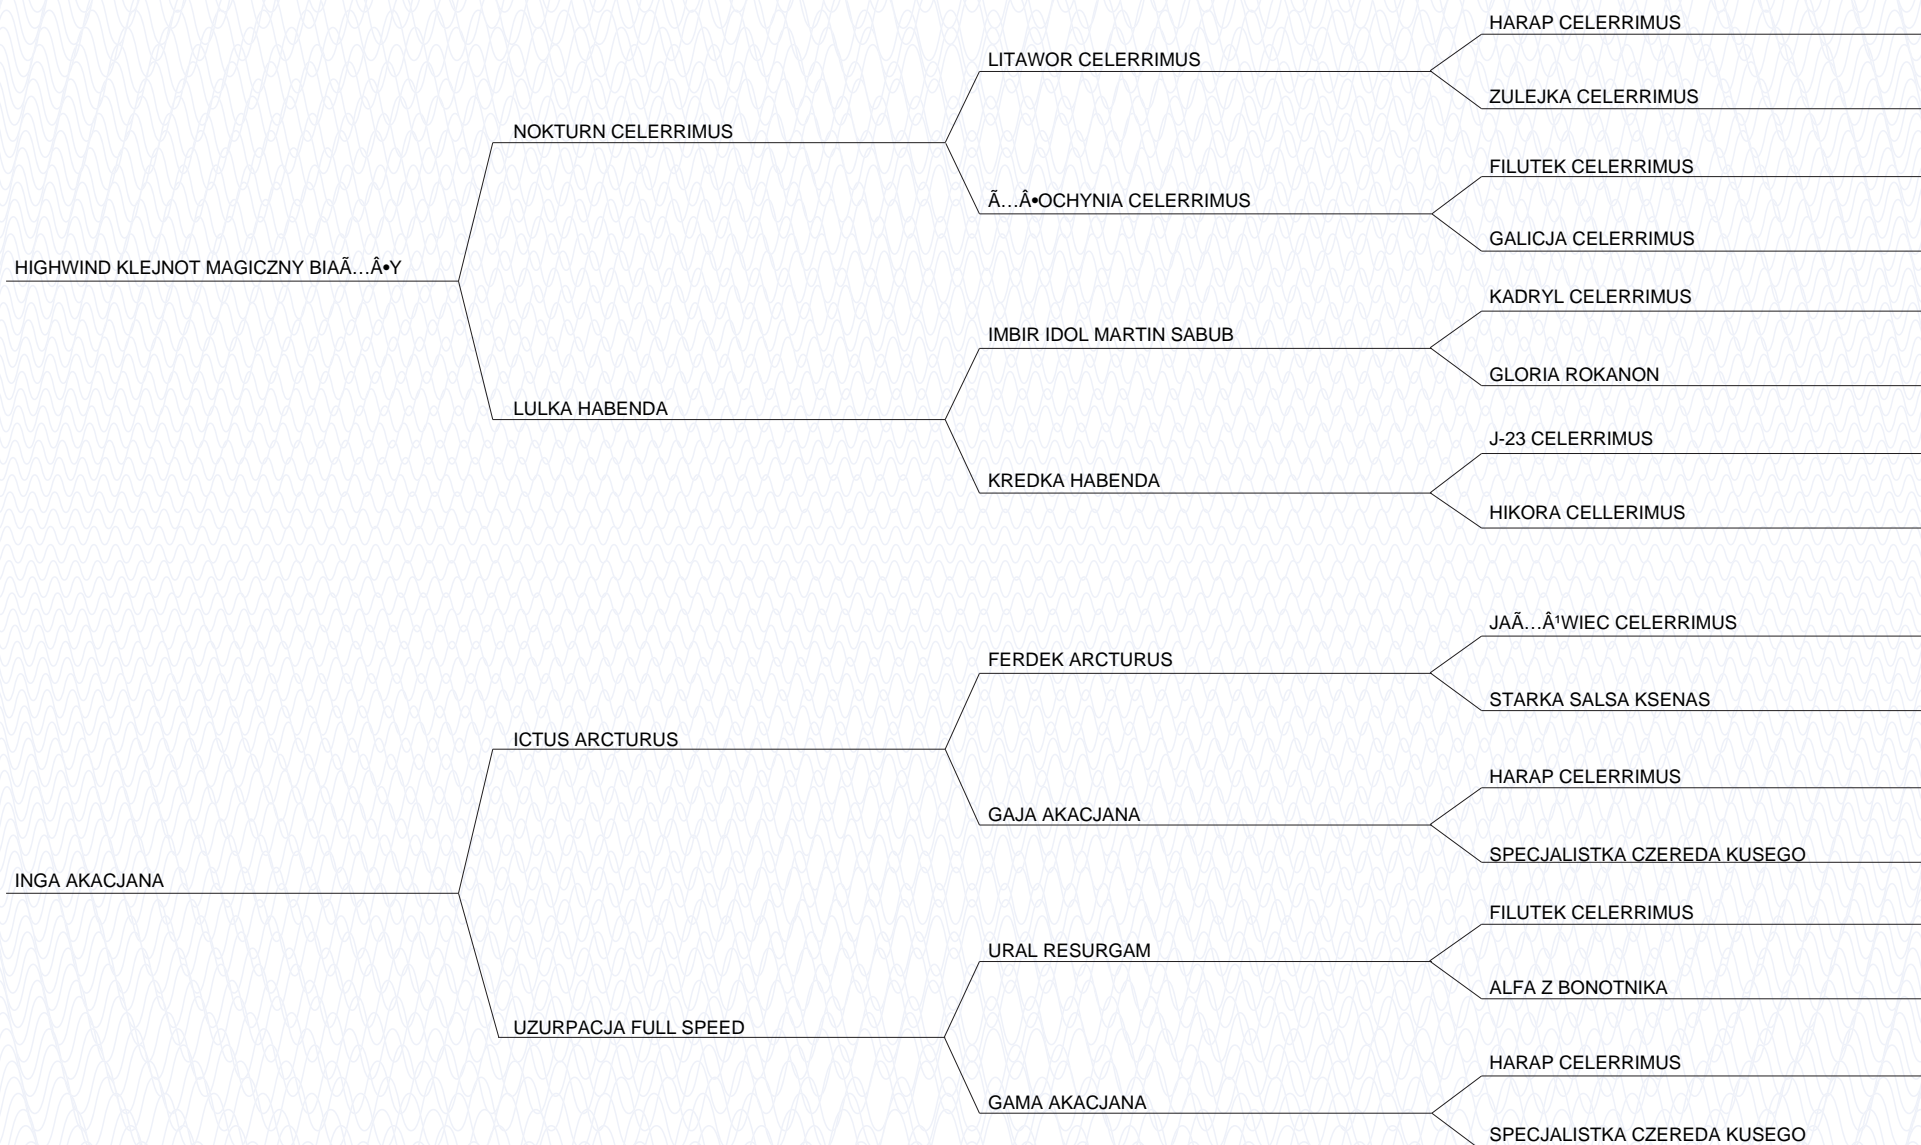 HARAP CELERRIMUS
LITAWOR CELERRIMUS
ZULEJKA CELERRIMUS
NOKTURN CELERRIMUS
FILUTEK CELERRIMUS
Ã…Â•OCHYNIA CELERRIMUS
GALICJA CELERRIMUS
HIGHWIND KLEJNOT MAGICZNY BIAÃ…Â•Y
KADRYL CELERRIMUS
IMBIR IDOL MARTIN SABUB
GLORIA ROKANON
LULKA HABENDA
J-23 CELERRIMUS
KREDKA HABENDA
HIKORA CELLERIMUS
JAÃ…Â¹WIEC CELERRIMUS
FERDEK ARCTURUS
STARKA SALSA KSENAS
ICTUS ARCTURUS
HARAP CELERRIMUS
GAJA AKACJANA
SPECJALISTKA CZEREDA KUSEGO
INGA AKACJANA
FILUTEK CELERRIMUS
URAL RESURGAM
ALFA Z BONOTNIKA
UZURPACJA FULL SPEED
HARAP CELERRIMUS
GAMA AKACJANA
SPECJALISTKA CZEREDA KUSEGO